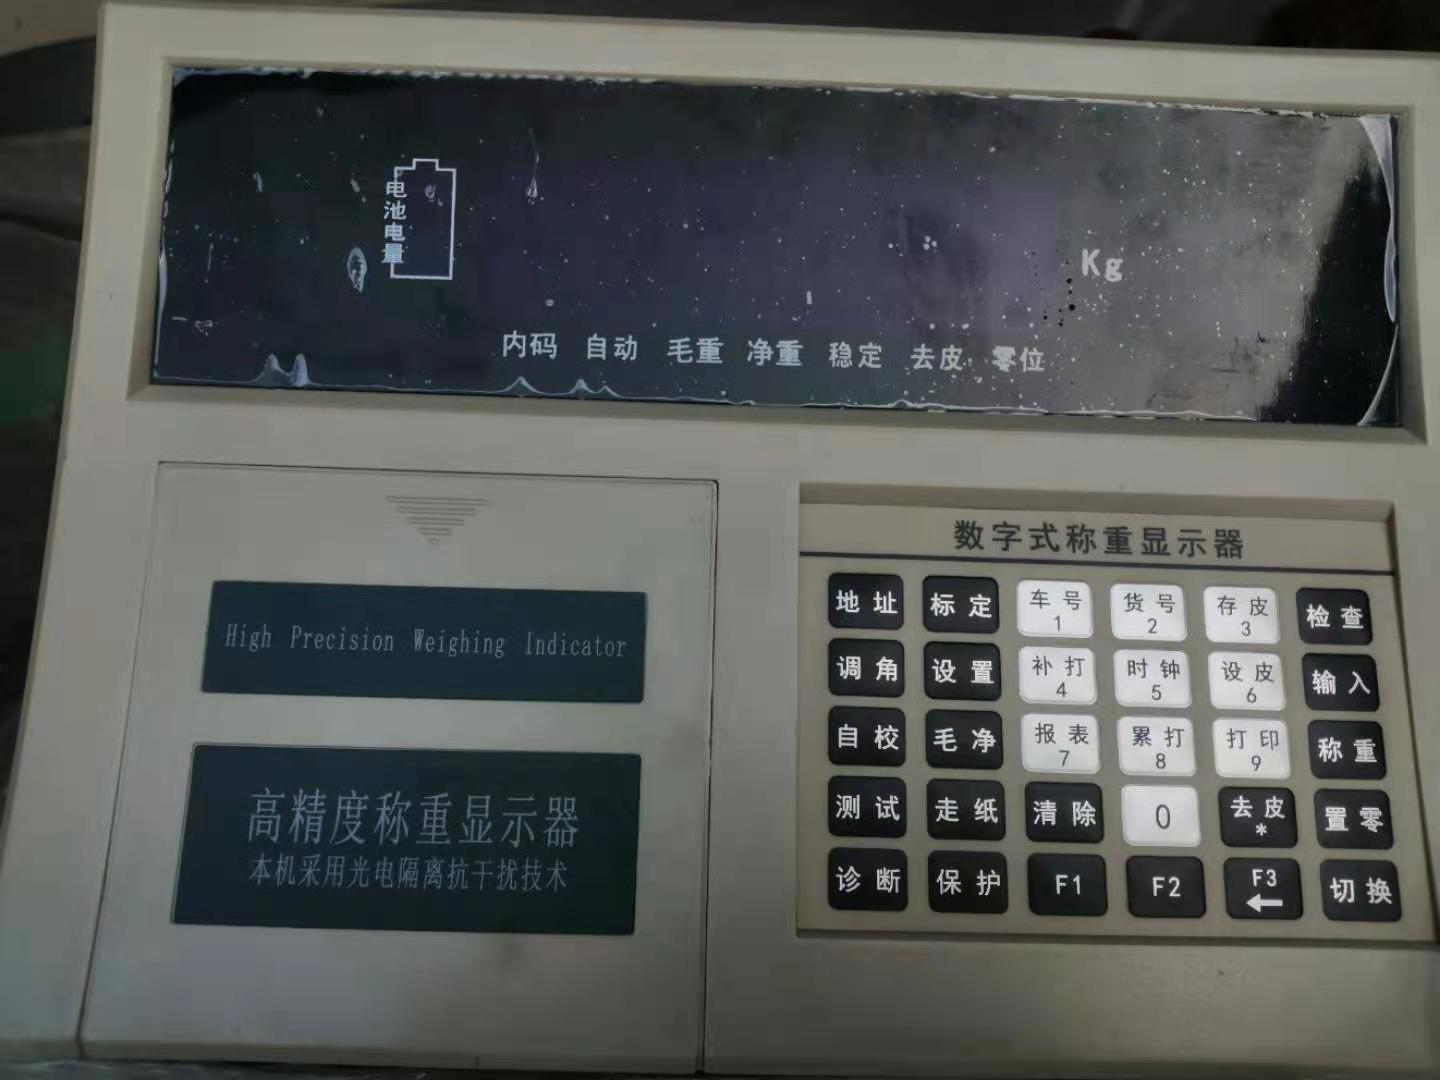 电池电量
Kg
内码 自动 毛重 净重 稳定 去皮 零位
High Precision Weighing Indicator
高精度称重显示器
本机采用光电隔离抗干扰技术
数字式称重显示器
地址 标定 车号 货号 存皮 检查
1 2 3
调角 设置 补打 时钟 设皮 输入
4 5 6
自校 毛净 报表 累打 打印 称重
7 8 9
测试 走纸 清除 0 去皮 置零
*
诊断 保护 F1 F2 F3 切换
←